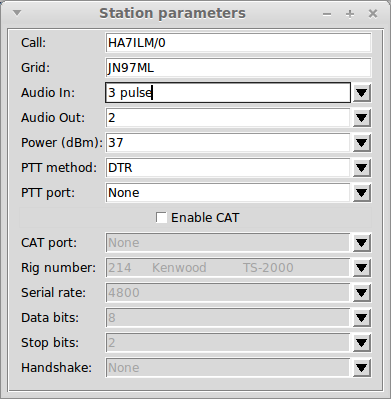 Station parameters
Call: HA7ILM/0
Grid: JN97ML
Audio In: 3 pulse
Audio Out: 2
Power (dBm): 37
PTT method: DTR
PTT port: None
Enable CAT
CAT port: None
Rig number: 214 Kenwood TS-2000
Serial rate: 4800
Data bits: 8
Stop bits: 2
Handshake: None